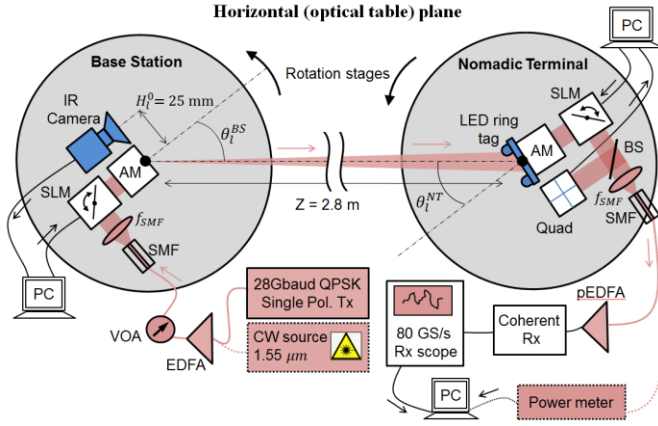 Horizontal (optical table) plane
Base Station
Nomadic Terminal
PC
IR
Camera
H_l^0 = 25 mm
Rotation stages
θ_l^BS
AM
SLM
f_SMF
SMF
PC
Z = 2.8 m
LED ring
tag
SLM
AM
BS
θ_l^NT
Quad
f_SMF
SMF
VOA
EDFA
28Gbaud QPSK
Single Pol. Tx
CW source
1.55 μm
80 GS/s
Rx scope
Coherent
Rx
pEDFA
PC
Power meter